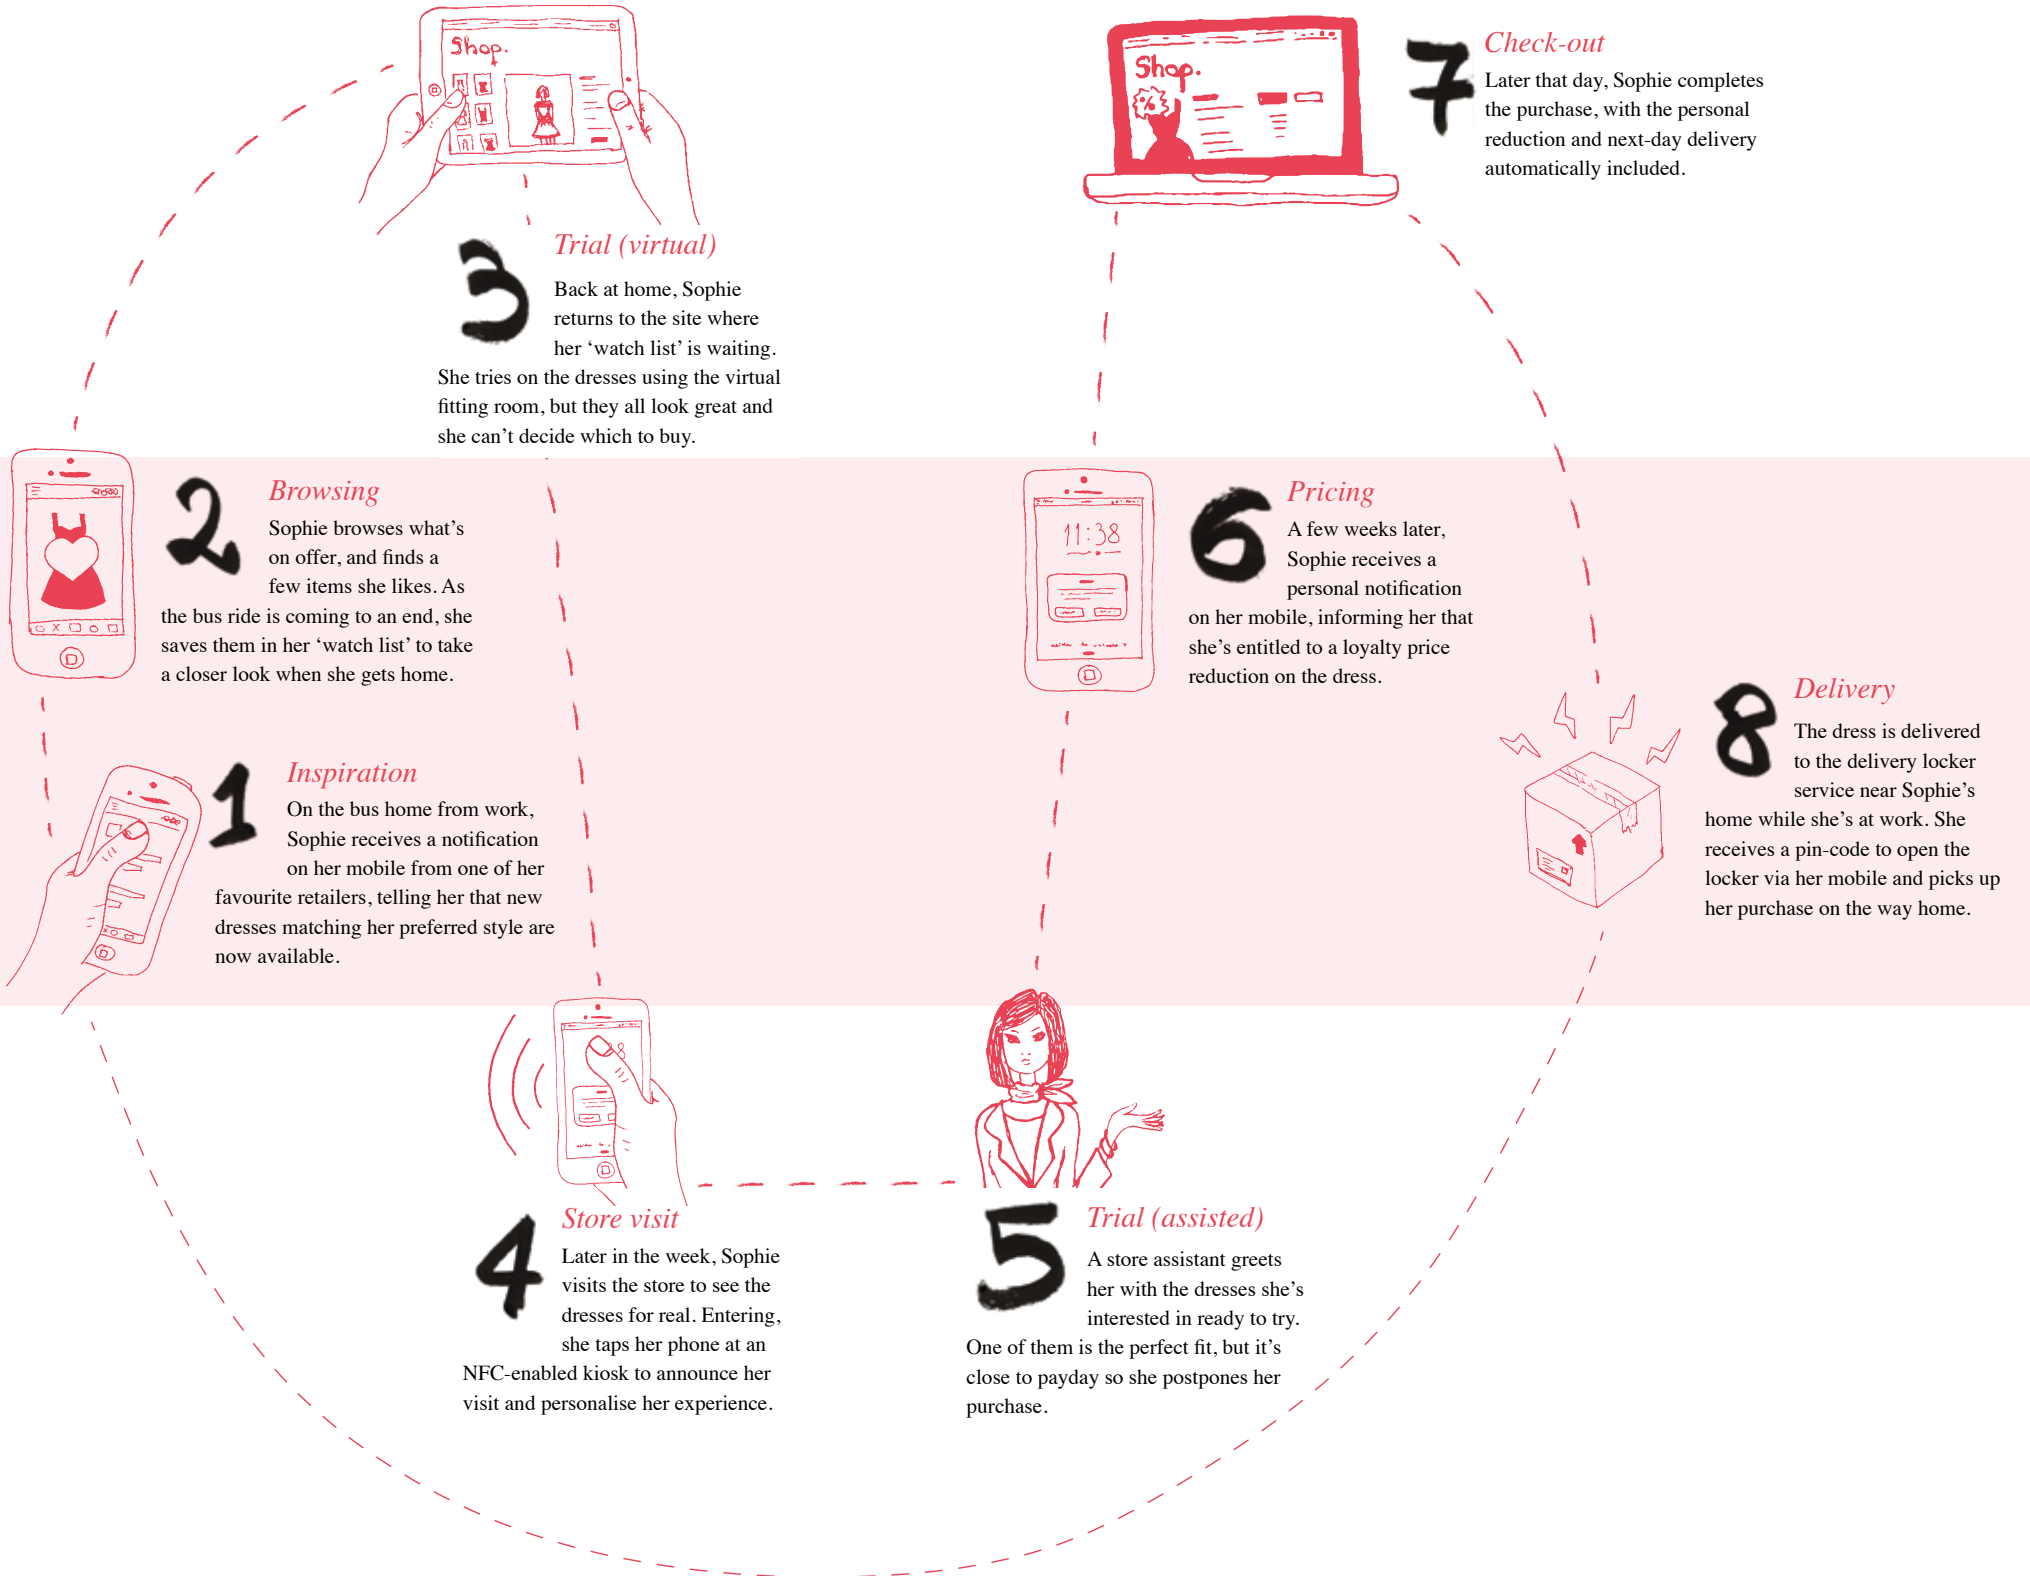 Shop.
3
Trial (virtual)
Back at home, Sophie
returns to the site where
her ‘watch list’ is waiting.
She tries on the dresses using the virtual
fitting room, but they all look great and
she can’t decide which to buy.
Shop.
%
7
Check-out
Later that day, Sophie completes
the purchase, with the personal
reduction and next-day delivery
automatically included.
2
Browsing
Sophie browses what’s
on offer, and finds a
few items she likes. As
the bus ride is coming to an end, she
saves them in her ‘watch list’ to take
a closer look when she gets home.
1
Inspiration
On the bus home from work,
Sophie receives a notification
on her mobile from one of her
favourite retailers, telling her that new
dresses matching her preferred style are
now available.
11:38
6
Pricing
A few weeks later,
Sophie receives a
personal notification
on her mobile, informing her that
she’s entitled to a loyalty price
reduction on the dress.
8
Delivery
The dress is delivered
to the delivery locker
service near Sophie’s
home while she’s at work. She
receives a pin-code to open the
locker via her mobile and picks up
her purchase on the way home.
4
Store visit
Later in the week, Sophie
visits the store to see the
dresses for real. Entering,
she taps her phone at an
NFC-enabled kiosk to announce her
visit and personalise her experience.
5
Trial (assisted)
A store assistant greets
her with the dresses she’s
interested in ready to try.
One of them is the perfect fit, but it’s
close to payday so she postpones her
purchase.